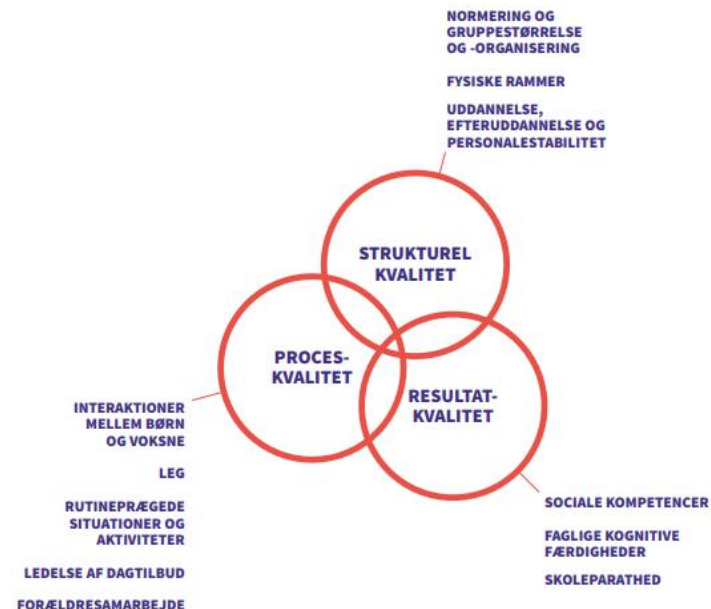 NORMERING OG
GRUPPESTØRRELSE
OG -ORGANISERING
FYSISKE RAMMER
UDDANNELSE,
EFTERUDDANNELSE OG
PERSONALESTABILITET
STRUKTUREL
KVALITET
PROCES-
KVALITET
RESULTAT-
KVALITET
INTERAKTIONER
MELLEM BØRN
OG VOKSNE
LEG
RUTINEPRÆGEDE
SITUATIONER OG
AKTIVITETER
LEDELSE AF DAGTILBUD
FORÆLDRESAMARBEJDE
SOCIALE KOMPETENCER
FAGLIGE KOGNITIVE
FÆRDIGHEDER
SKOLEPARATHED